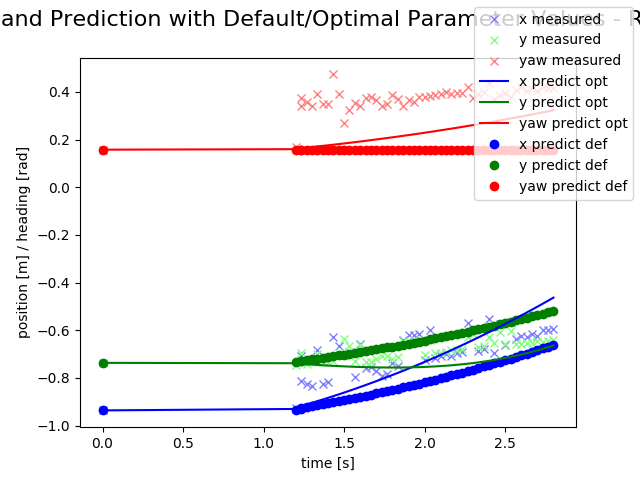 and Prediction with Default/Optimal Parameter Values - R
x measured
y measured
yaw measured
x predict opt
y predict opt
yaw predict opt
x predict def
y predict def
yaw predict def
position [m] / heading [rad]
0.4
0.2
0.0
−0.2
−0.4
−0.6
−0.8
−1.0
0.0 0.5 1.0 1.5 2.0 2.5
time [s]